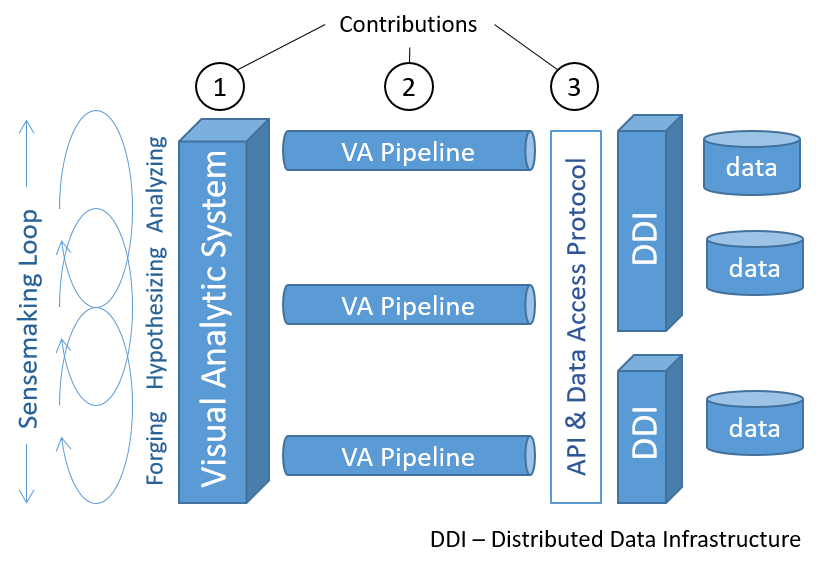 Contributions
1
2
3
Sensemaking Loop
Analyzing
Hypothesizing
Forging
Visual Analytic System
VA Pipeline
VA Pipeline
VA Pipeline
API & Data Access Protocol
DDI
DDI
data
data
data
DDI – Distributed Data Infrastructure